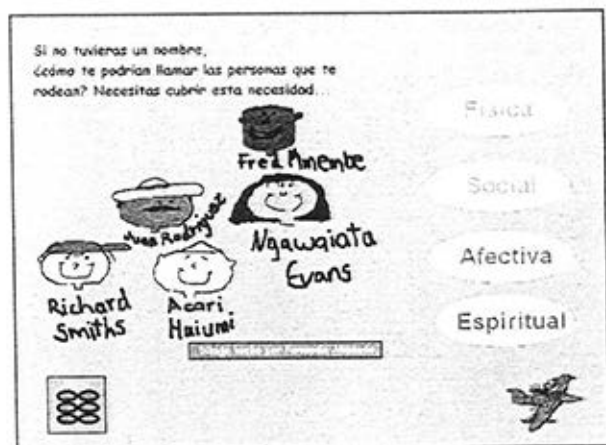 Si no tuvieras un nombre,
¿cómo te podrían llamar las personas que te
rodean? Necesitas cubrir esta necesidad...
Física
Social
Afectiva
Espiritual
Fred Mmembe
Juan Rodriguez
Ngawaiata
Evans
Richard
Smiths
Acari
Haiumi